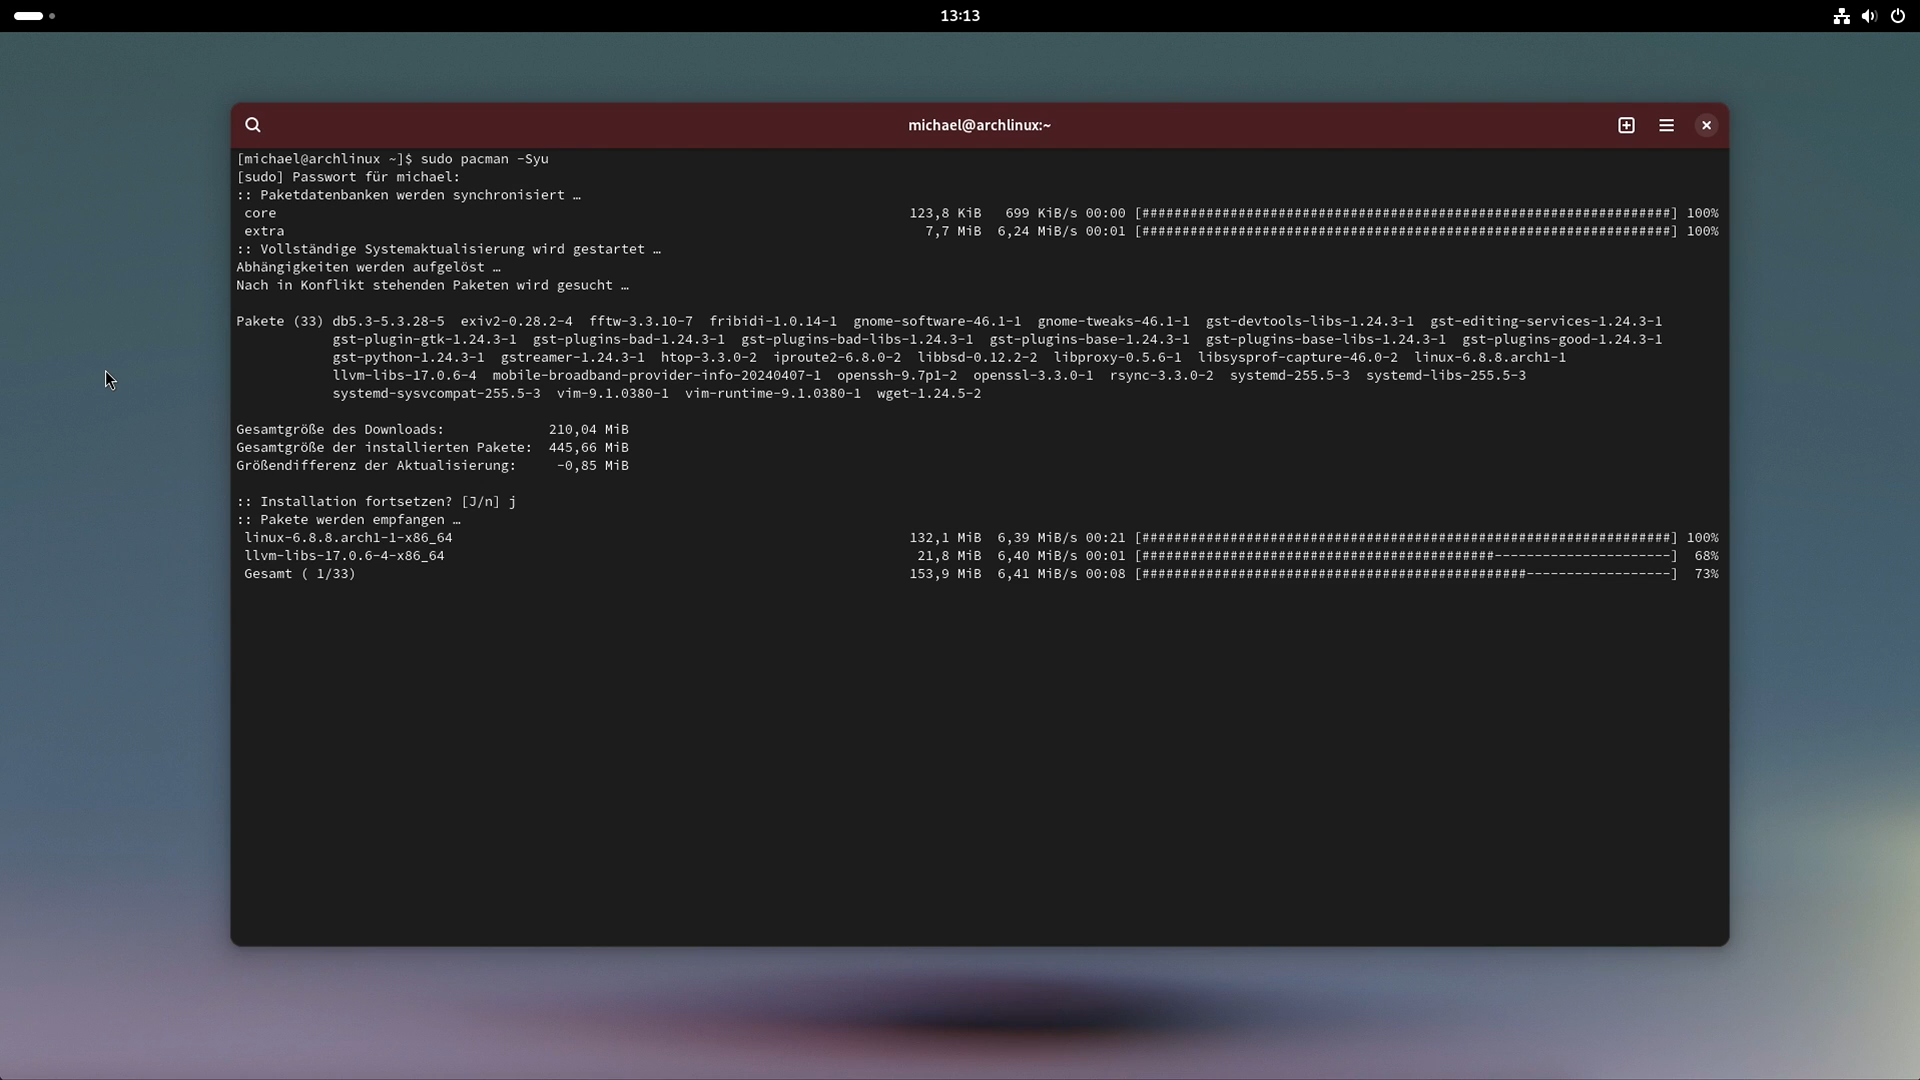 13:13
michael@archlinux:~
[michael@archlinux ~]$ sudo pacman -Syu
[sudo] Passwort für michael:
:: Paketdatenbanken werden synchronisiert …
core 123,8 KiB 699 KiB/s 00:00 [##################################################################] 100%
extra 7,7 MiB 6,24 MiB/s 00:01 [##################################################################] 100%
:: Vollständige Systemaktualisierung wird gestartet …
Abhängigkeiten werden aufgelöst …
Nach in Konflikt stehenden Paketen wird gesucht …
Pakete (33) db5.3-5.3.28-5 exiv2-0.28.2-4 fftw-3.3.10-7 fribidi-1.0.14-1 gnome-software-46.1-1 gnome-tweaks-46.1-1 gst-devtools-libs-1.24.3-1 gst-editing-services-1.24.3-1
gst-plugin-gtk-1.24.3-1 gst-plugins-bad-1.24.3-1 gst-plugins-bad-libs-1.24.3-1 gst-plugins-base-1.24.3-1 gst-plugins-base-libs-1.24.3-1 gst-plugins-good-1.24.3-1
gst-python-1.24.3-1 gstreamer-1.24.3-1 htop-3.3.0-2 iproute2-6.8.0-2 libbsd-0.12.2-2 libproxy-0.5.6-1 libsysprof-capture-46.0-2 linux-6.8.8.arch1-1
llvm-libs-17.0.6-4 mobile-broadband-provider-info-20240407-1 openssh-9.7p1-2 openssl-3.3.0-1 rsync-3.3.0-2 systemd-255.5-3 systemd-libs-255.5-3
systemd-sysvcompat-255.5-3 vim-9.1.0380-1 vim-runtime-9.1.0380-1 wget-1.24.5-2
Gesamtgröße des Downloads: 210,04 MiB
Gesamtgröße der installierten Pakete: 445,66 MiB
Größendifferenz der Aktualisierung: -0,85 MiB
:: Installation fortsetzen? [J/n] j
:: Pakete werden empfangen …
linux-6.8.8.arch1-1-x86_64 132,1 MiB 6,39 MiB/s 00:21 [##################################################################] 100%
llvm-libs-17.0.6-4-x86_64 21,8 MiB 6,40 MiB/s 00:01 [############################################----------------------] 68%
Gesamt ( 1/33) 153,9 MiB 6,41 MiB/s 00:08 [################################################------------------] 73%